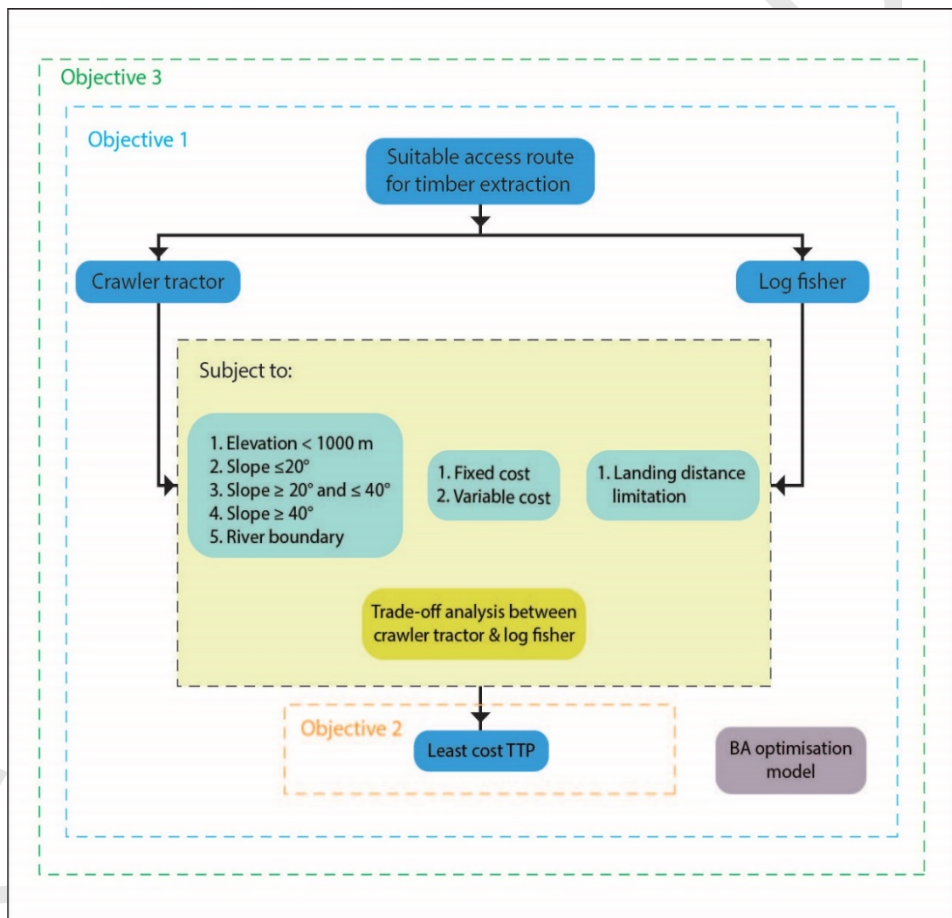 Objective 3
Objective 1
Suitable access route
for timber extraction
Crawler tractor
Log fisher
Subject to:
1. Elevation < 1000 m
2. Slope ≤20°
3. Slope ≥ 20° and ≤ 40°
4. Slope ≥ 40°
5. River boundary
1. Fixed cost
2. Variable cost
1. Landing distance
limitation
Trade-off analysis between
crawler tractor & log fisher
Objective 2
Least cost TTP
BA optimisation
model